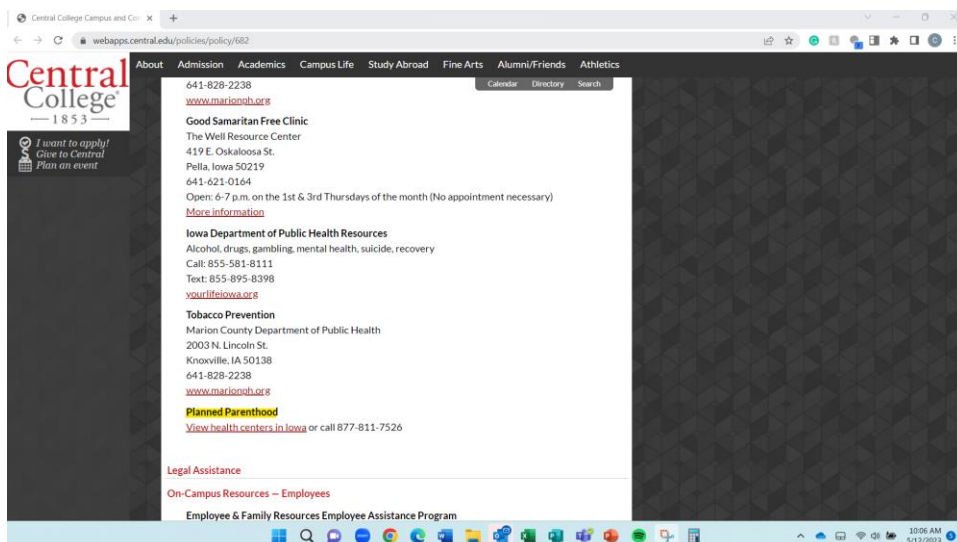 Central College Campus and Con
webapps.central.edu/policies/policy/682
About Admission Academics Campus Life Study Abroad Fine Arts Alumni/Friends Athletics
Calendar Directory Search
Central
College
1853
I want to apply!
Give to Central
Plan an event
641-828-2238
www.marionph.org
Good Samaritan Free Clinic
The Well Resource Center
419 E. Oskaloosa St.
Pella, Iowa 50219
641-621-0164
Open: 6-7 p.m. on the 1st & 3rd Thursdays of the month (No appointment necessary)
More information
Iowa Department of Public Health Resources
Alcohol, drugs, gambling, mental health, suicide, recovery
Call: 855-581-8111
Text: 855-895-8398
yourlifeiowa.org
Tobacco Prevention
Marion County Department of Public Health
2003 N. Lincoln St.
Knoxville, IA 50138
641-828-2238
www.marionph.org
Planned Parenthood
View health centers in Iowa or call 877-811-7526
Legal Assistance
On-Campus Resources — Employees
Employee & Family Resources Employee Assistance Program
10:06 AM
5/12/2023